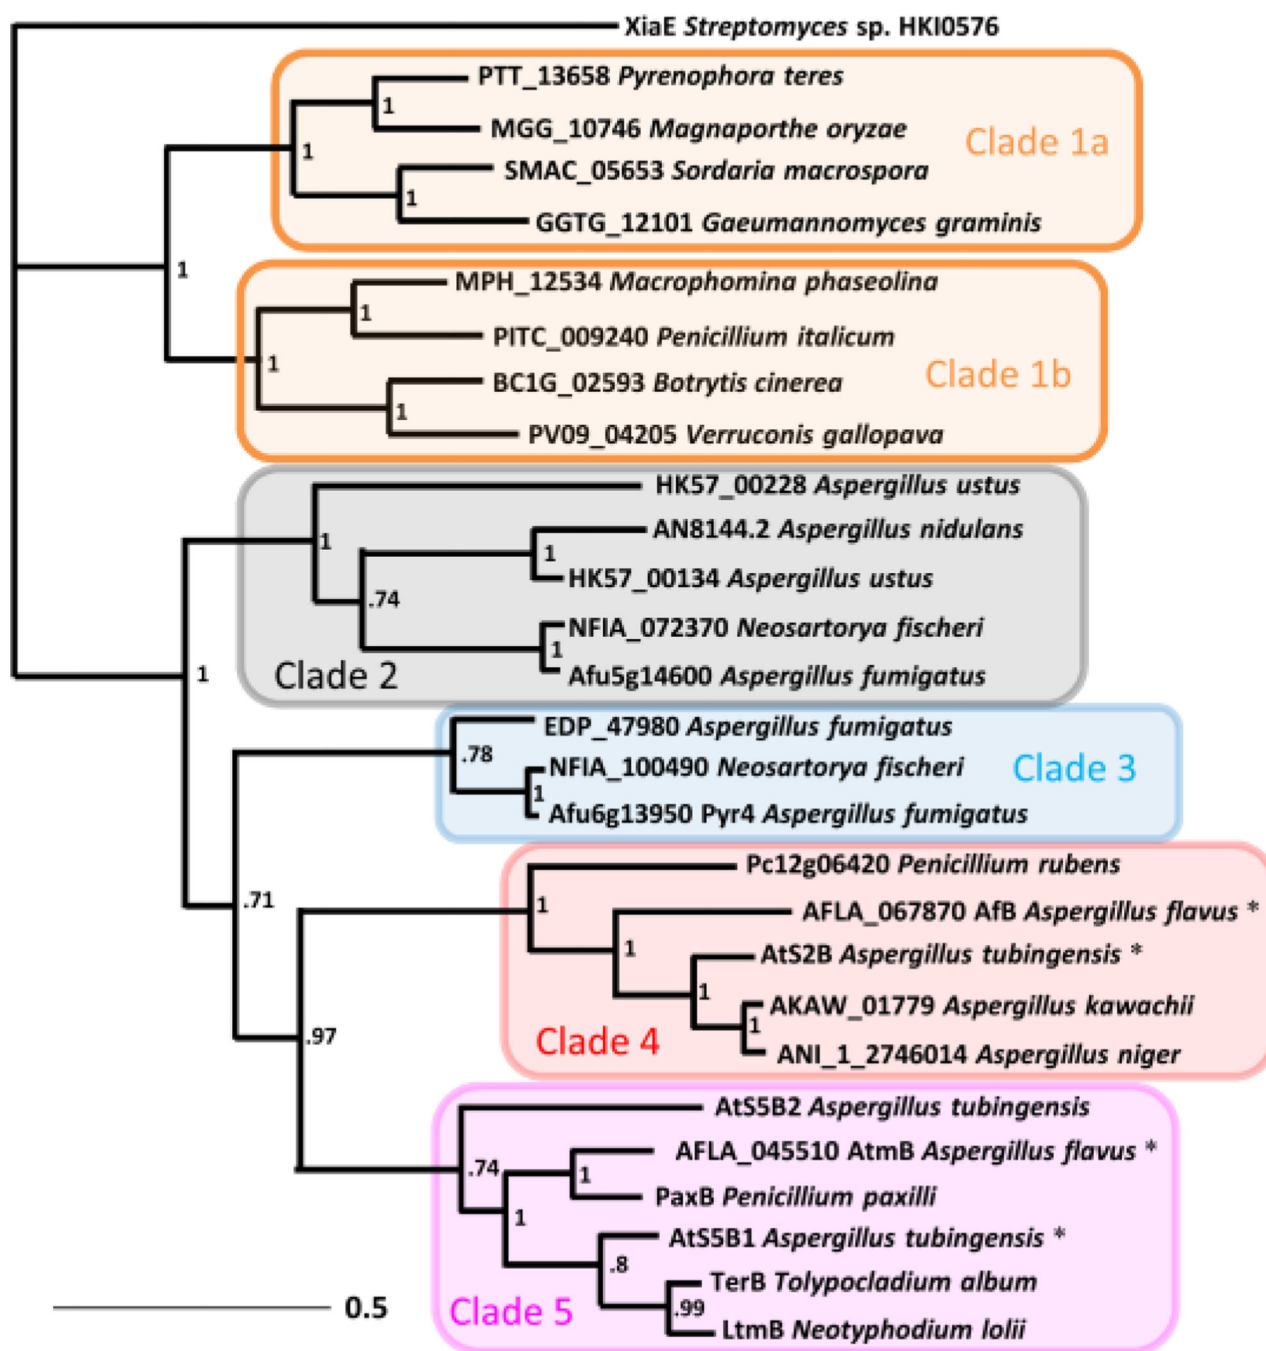 XiaE Streptomyces sp. HKI0576
PTT_13658 Pyrenophora teres
1
MGG_10746 Magnaporthe oryzae
Clade 1a
1
SMAC_05653 Sordaria macrospora
1
GGTG_12101 Gaeumannomyces graminis
1
MPH_12534 Macrophomina phaseolina
1
PITC_009240 Penicillium italicum
1
Clade 1b
BC1G_02593 Botrytis cinerea
1
PV09_04205 Verruconis gallopava
HK57_00228 Aspergillus ustus
AN8144.2 Aspergillus nidulans
1
1
HK57_00134 Aspergillus ustus
.74
NFIA_072370 Neosartorya fischeri
1
1
Clade 2
Afu5g14600 Aspergillus fumigatus
EDP_47980 Aspergillus fumigatus
.78
NFIA_100490 Neosartorya fischeri
Clade 3
1
Afu6g13950 Pyr4 Aspergillus fumigatus
Pc12g06420 Penicillium rubens
.71
1
AFLA_067870 AfB Aspergillus flavus *
1
AtS2B Aspergillus tubingensis *
1
AKAW_01779 Aspergillus kawachii
1
.97
Clade 4
ANI_1_2746014 Aspergillus niger
AtS5B2 Aspergillus tubingensis
AFLA_045510 AtmB Aspergillus flavus *
.74
1
PaxB Penicillium paxilli
1
AtS5B1 Aspergillus tubingensis *
.8
TerB Tolypocladium album
0.5
Clade 5
.99
LtmB Neotyphodium lolii